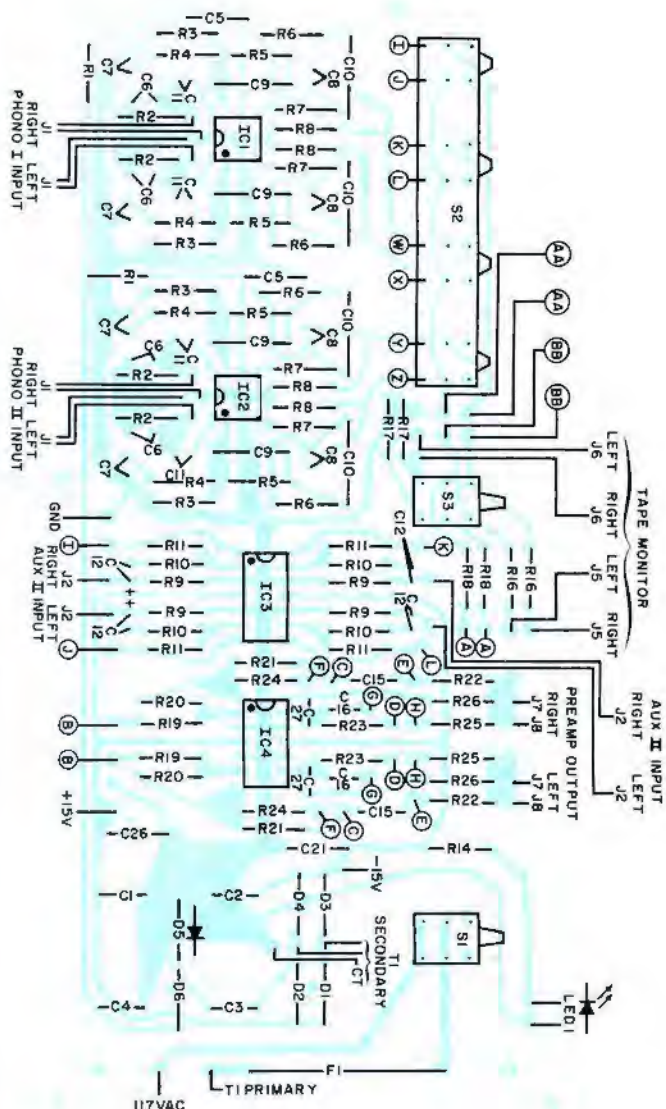 C5
R3
R6
R4
R5
R1
C7
C6
C11
C9
C8
C10
R2
R7
IC1
R8
R8
R2
R7
C6
C11
C9
C8
C10
C7
R4
R5
R3
R6
RIGHT LEFT
PHONO I INPUT
J1
J1
I
J
K
L
S2
W
X
Y
Z
AA
AA
BB
BB
R1
C5
R3
R6
R4
R5
C7
C6
C11
C9
C8
C10
R2
R7
IC2
R8
R8
R2
R7
C6
C11
C9
C8
C10
C7
R4
R5
R3
R6
RIGHT LEFT
PHONO II INPUT
J1
J1
R17
R17
S3
LEFT
J6
RIGHT
J6
LEFT
J5
RIGHT
J5
TAPE MONITOR
GND
I
RIGHT
J2
J2
LEFT
J
AUX II INPUT
C12
+
+
C12
R11
R10
R9
R9
R10
R11
IC3
R11
R10
R9
R9
R10
R11
C12
C12
K
L
R18
R18
R16
R16
A
A
AUX II INPUT
RIGHT
J2
LEFT
J2
R21
R24
F
C
C15
E
R22
R20
R19
B
B
R19
R20
IC4
C27
C16
G
D
H
R26
R23
R25
R23
R25
C27
C16
G
D
H
R26
R22
R24
R21
F
C
C15
E
PREAMP OUTPUT
RIGHT
J7
J8
LEFT
J7
J8
+15V
C26
C21
-15V
R14
C1
C2
D4
D3
D5
D6
SECONDARY
T1
CT
S1
D2
D1
C4
C3
LED1
F1
T1 PRIMARY
117VAC